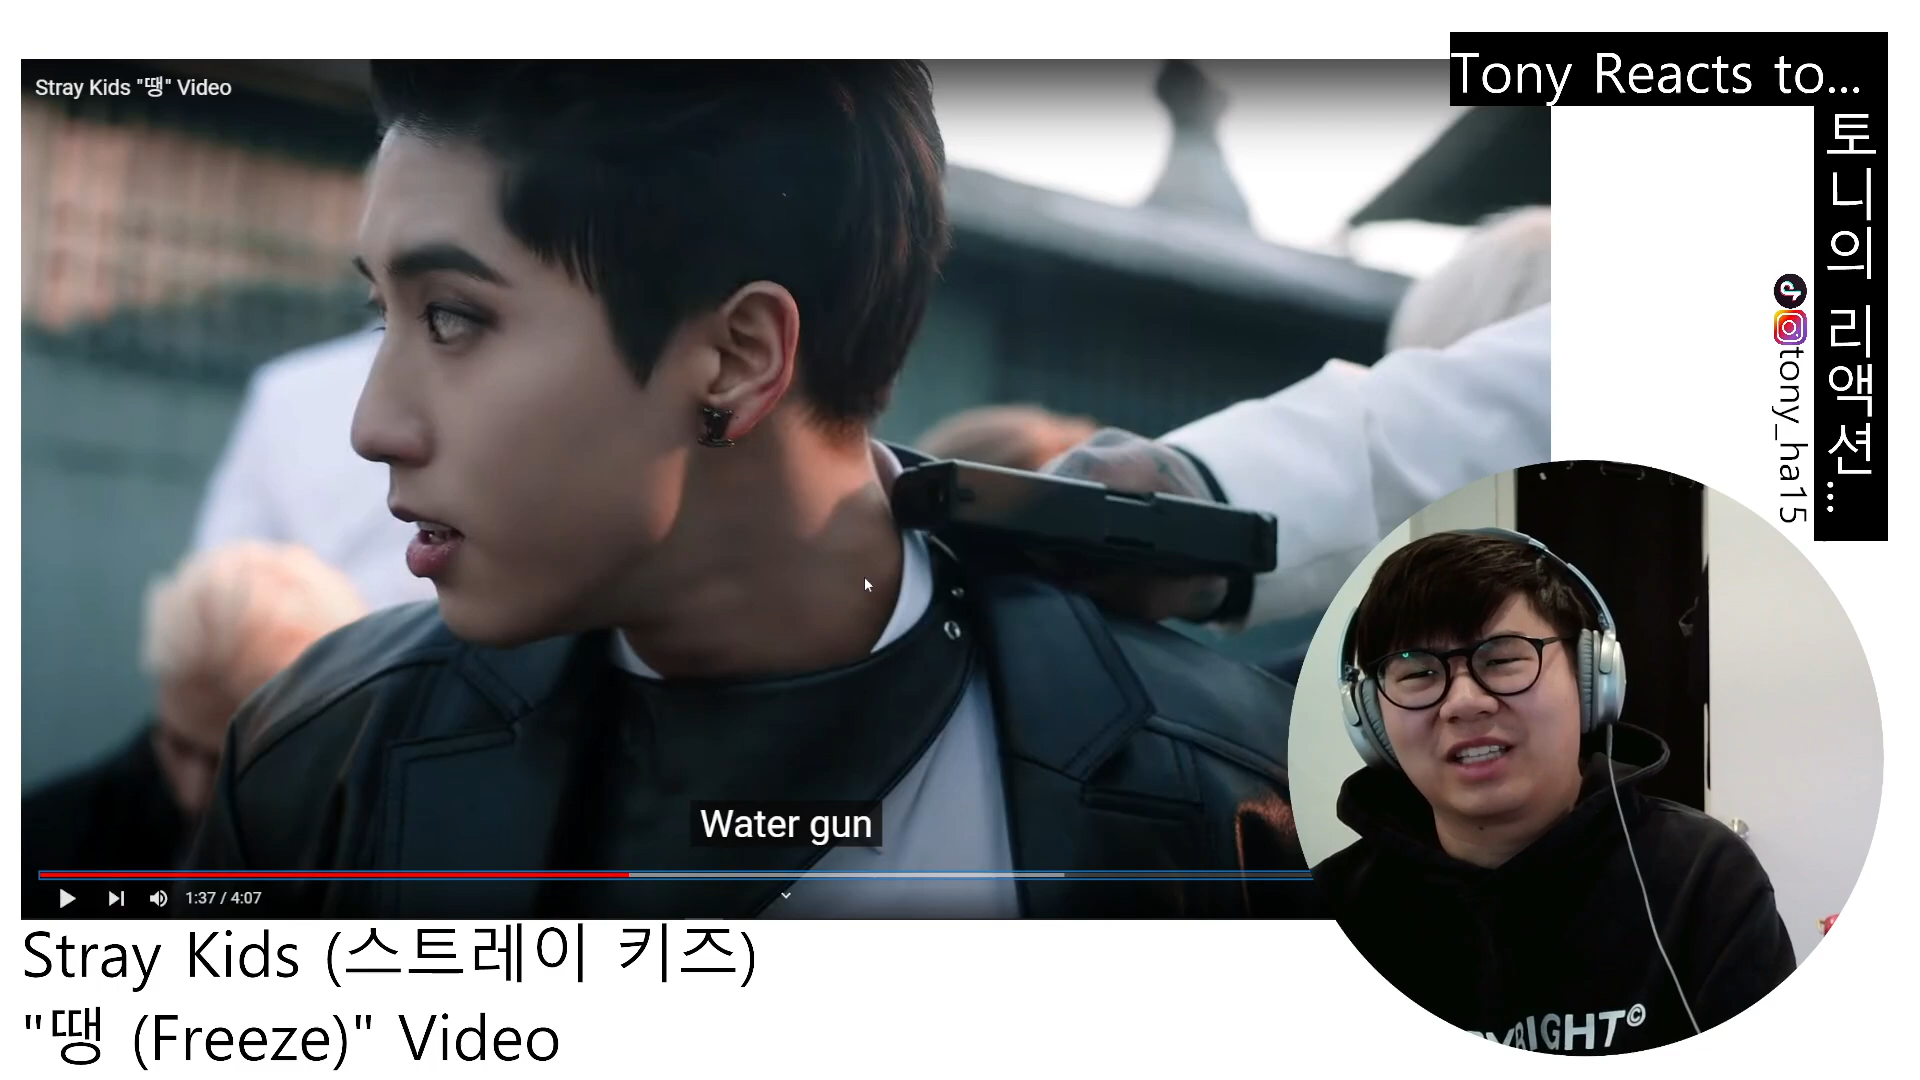 Stray Kids "땡" Video
Tony Reacts to...
토니의 리액션...
tony_ha15
Water gun
1:37 / 4:07
Stray Kids (스트레이 키즈)
"땡 (Freeze)" Video
RIGHT©